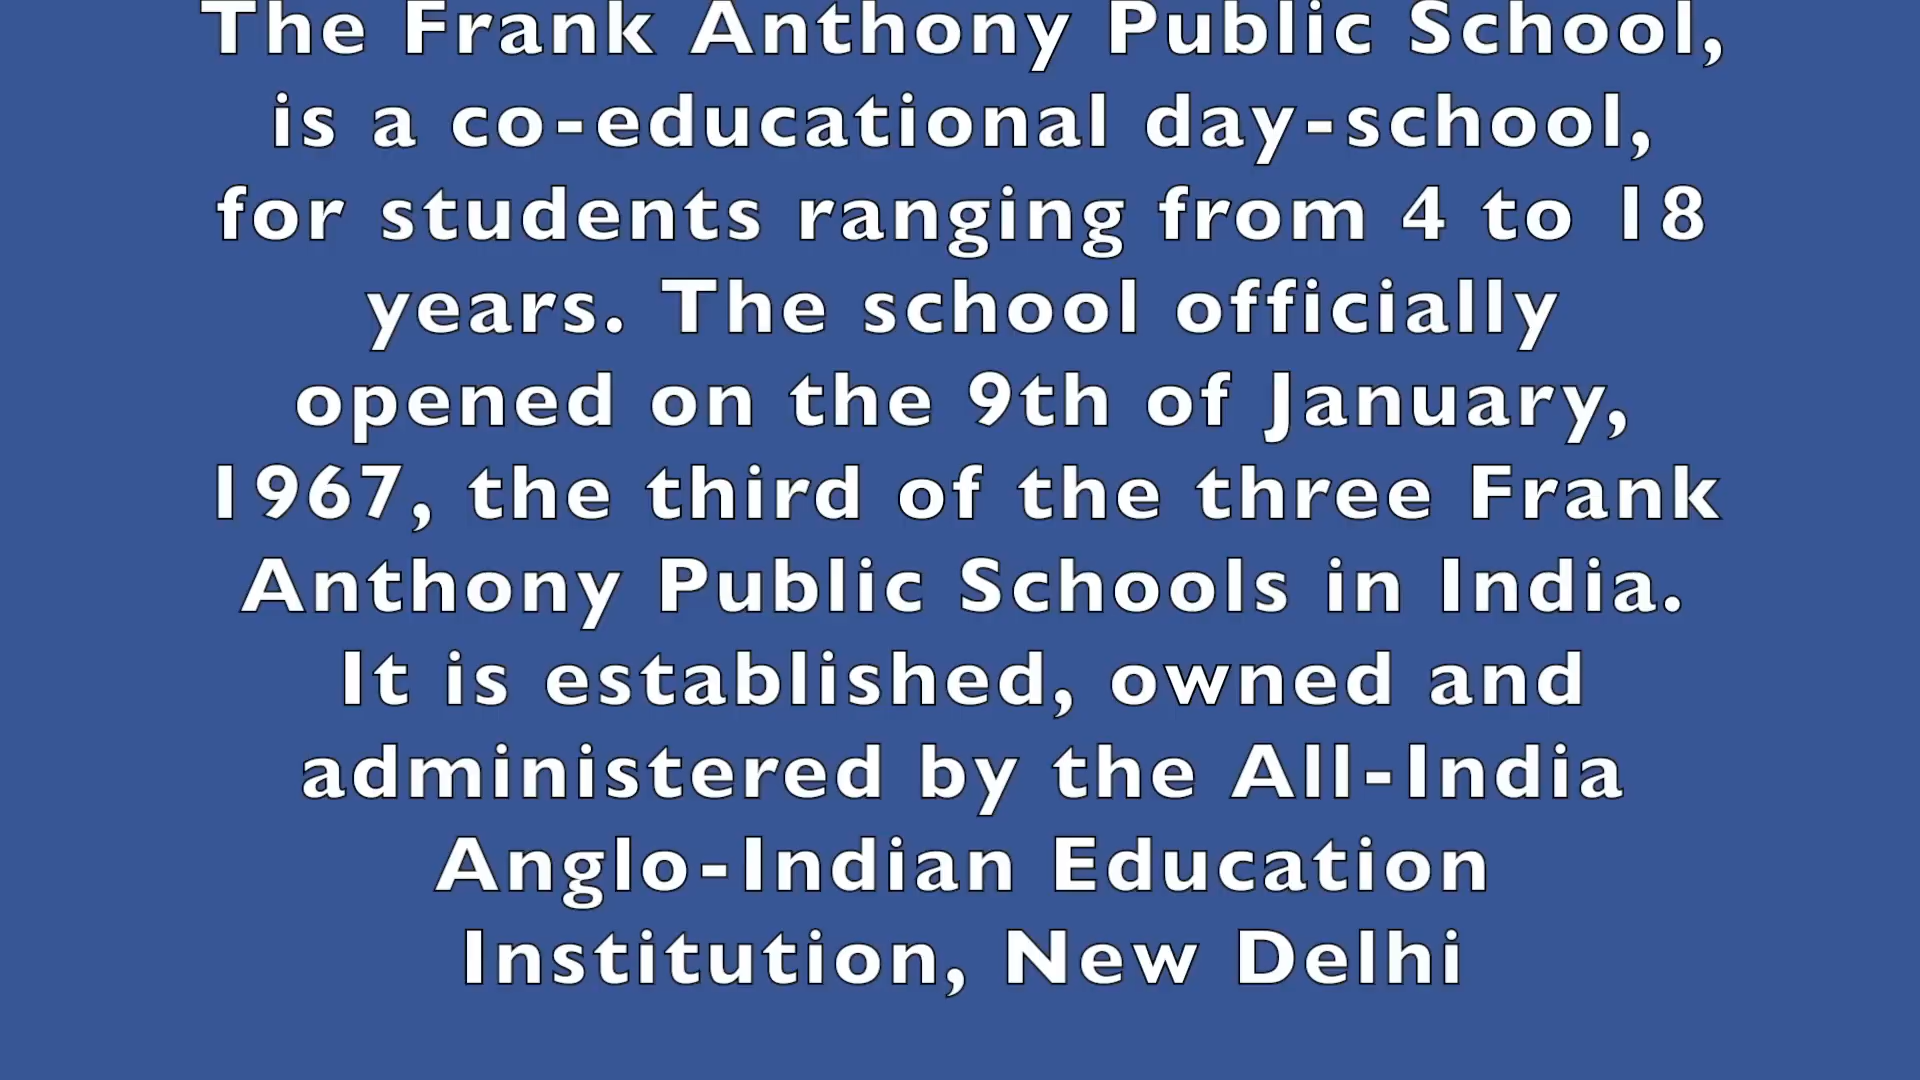 The Frank Anthony Public School,
is a co-educational day-school,
for students ranging from 4 to 18
years. The school officially
opened on the 9th of January,
1967, the third of the three Frank
Anthony Public Schools in India.
It is established, owned and
administered by the All-India
Anglo-Indian Education
Institution, New Delhi